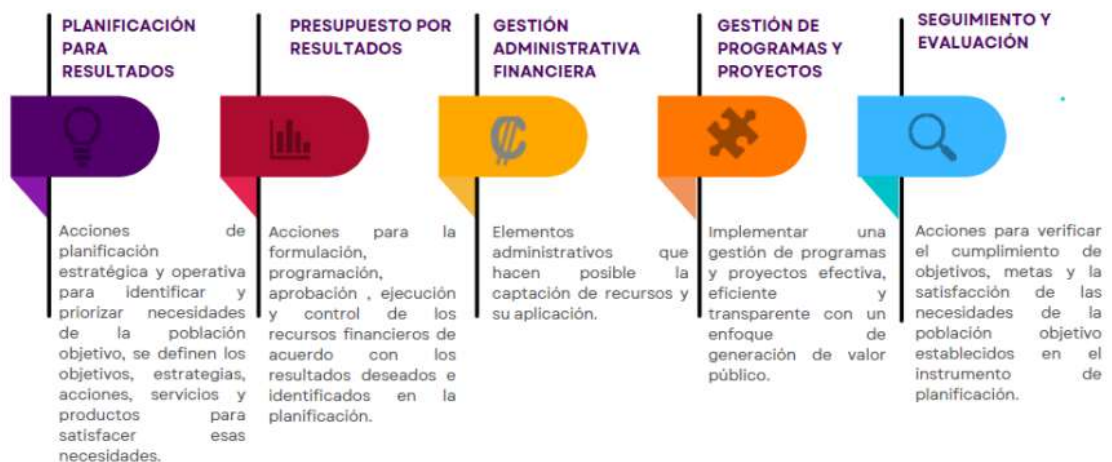 PLANIFICACIÓN
PARA
RESULTADOS
Acciones de
planificación
estratégica y operativa
para identificar y
priorizar necesidades
de la población
objetivo, se definen los
objetivos, estrategias,
acciones, servicios y
productos para
satisfacer esas
necesidades.
PRESUPUESTO POR
RESULTADOS
Acciones para la
formulación,
programación,
aprobación , ejecución
y control de los
recursos financieros de
acuerdo con los
resultados deseados e
identificados en la
planificación.
GESTIÓN
ADMINISTRATIVA
FINANCIERA
₡
Elementos
administrativos que
hacen posible la
captación de recursos y
su aplicación.
GESTIÓN DE
PROGRAMAS Y
PROYECTOS
Implementar una
gestión de programas
y proyectos efectiva,
eficiente y
transparente con un
enfoque de
generación de valor
público.
SEGUIMIENTO Y
EVALUACIÓN
Acciones para verificar
el cumplimiento de
objetivos, metas y la
satisfacción de las
necesidades de la
población objetivo
establecidos en el
instrumento de
planificación.